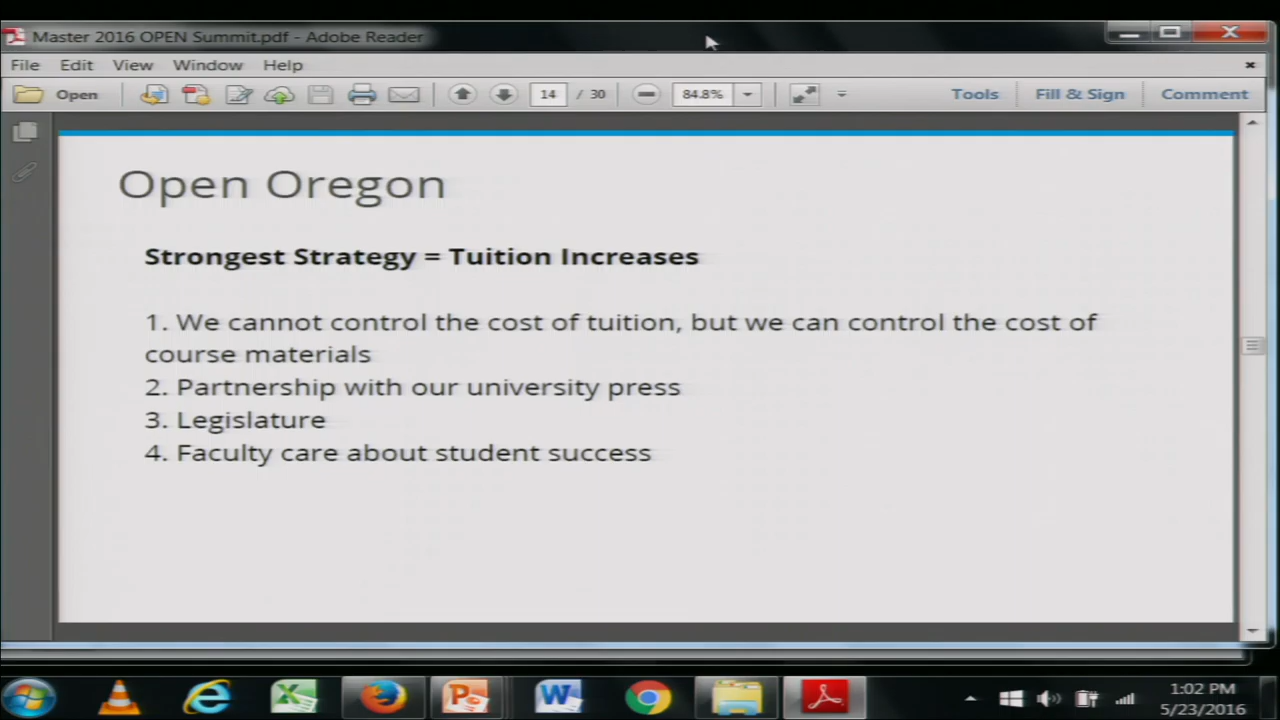 Master 2016 OPEN Summit.pdf - Adobe Reader
File Edit View Window Help
Open 14 / 30 84.8% Tools Fill & Sign Comment
Open Oregon
Strongest Strategy = Tuition Increases
1. We cannot control the cost of tuition, but we can control the cost of
course materials
2. Partnership with our university press
3. Legislature
4. Faculty care about student success
1:02 PM
5/23/2016